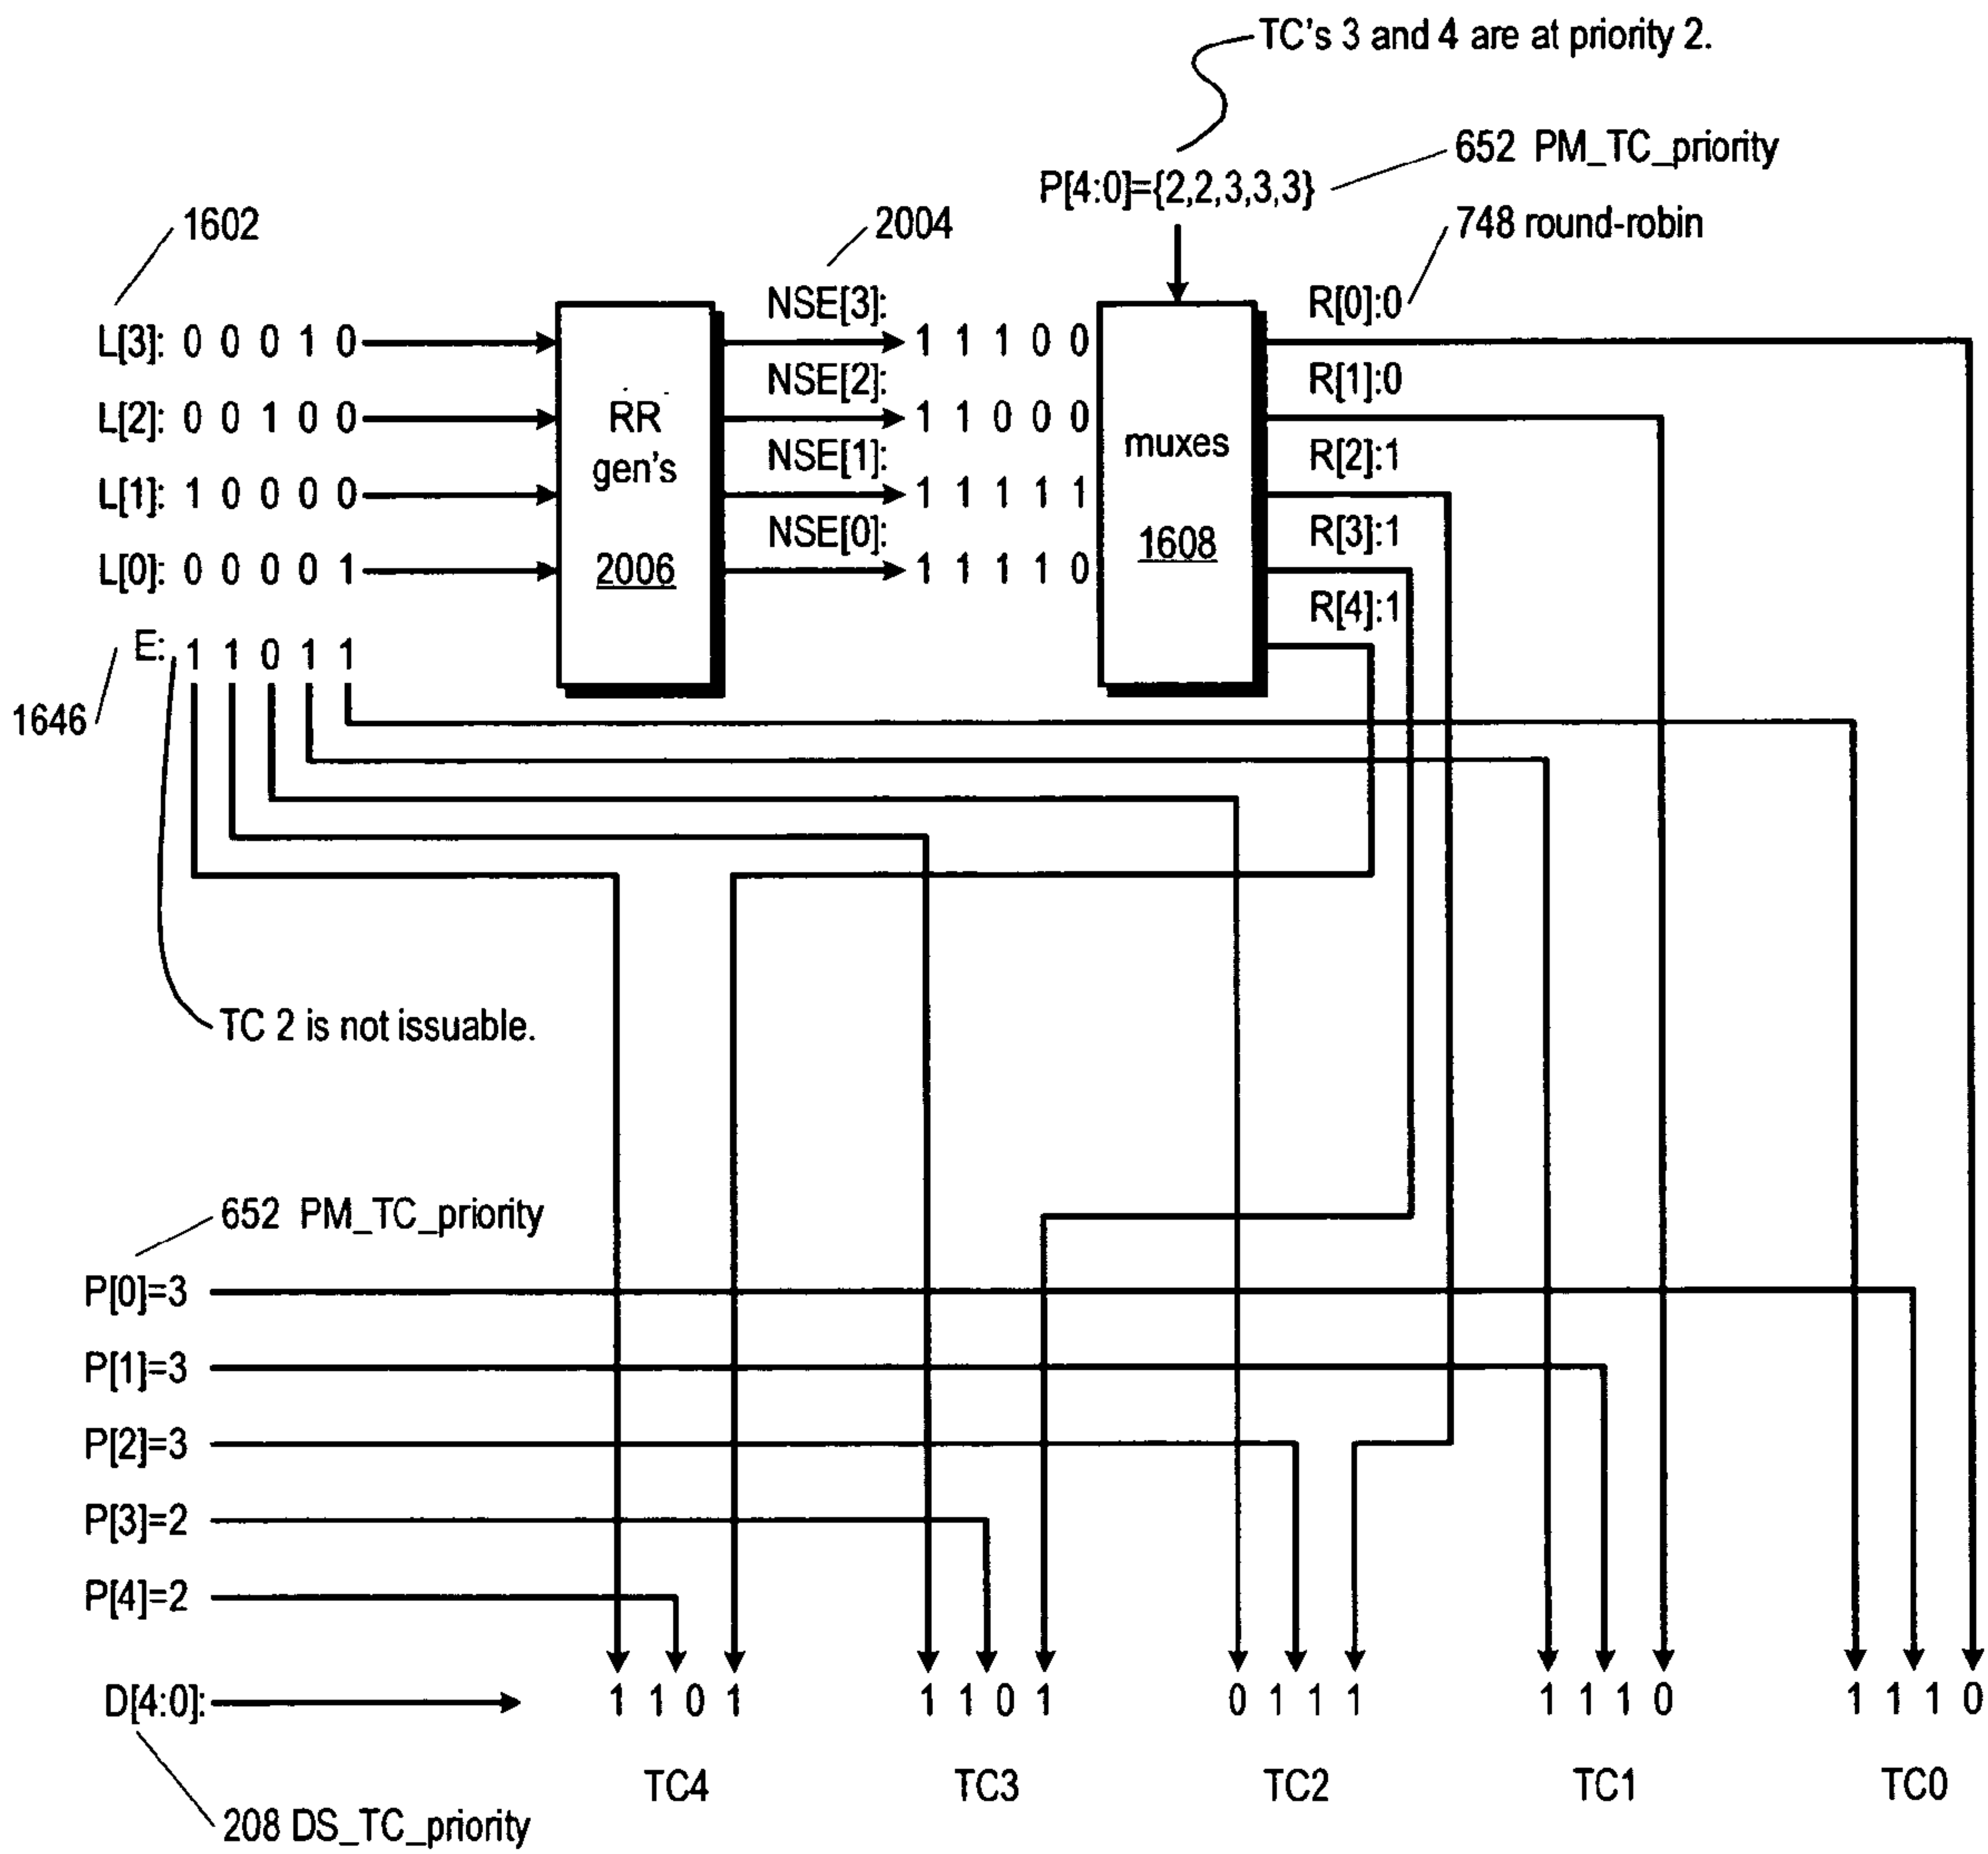 TC's 3 and 4 are at priority 2.
652 PM_TC_priority
P[4:0]={2,2,3,3,3}
1602
2004
748 round-robin
NSE[3]:
R[0]:0
L[3]: 0 0 0 1 0
1 1 1 0 0
NSE[2]:
R[1]:0
L[2]: 0 0 1 0 0
RR
1 1 0 0 0
muxes
gen's
NSE[1]:
R[2]:1
L[1]: 1 0 0 0 0
1 1 1 1 1
NSE[0]:
1608
R[3]:1
L[0]: 0 0 0 0 1
2006
1 1 1 1 0
R[4]:1
E: 1 1 0 1 1
1646
TC 2 is not issuable.
652 PM_TC_priority
P[0]=3
P[1]=3
P[2]=3
P[3]=2
P[4]=2
D[4:0]: 1 1 0 1 1 1 0 1 0 1 1 1 1 1 1 0 1 1 1 0
TC4 TC3 TC2 TC1 TC0
208 DS_TC_priority